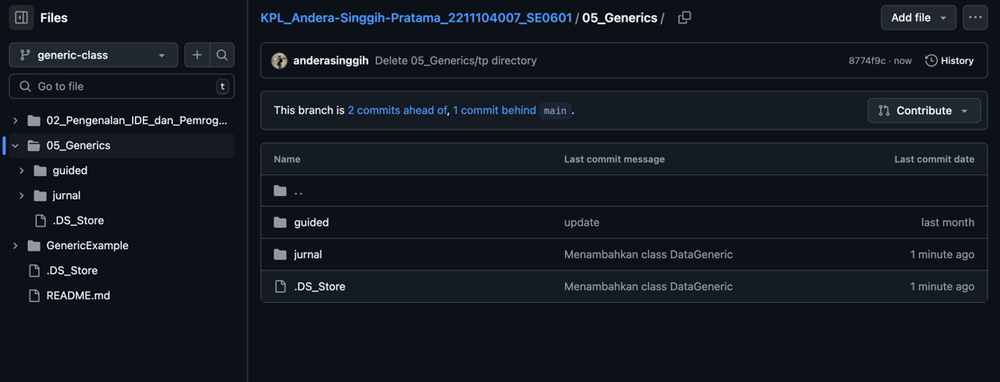 Files
KPL_Andera-Singgih-Pratama_2211104007_SE0601 / 05_Generics /
Add file
generic-class
Go to file
t
02_Pengenalan_IDE_dan_Pemrog...
05_Generics
guided
jurnal
.DS_Store
GenericExample
.DS_Store
README.md
anderasinggih Delete 05_Generics/tp directory
8774f9c · now
History
This branch is 2 commits ahead of, 1 commit behind main .
Contribute
Name Last commit message Last commit date
..
guided update last month
jurnal Menambahkan class DataGeneric 1 minute ago
.DS_Store Menambahkan class DataGeneric 1 minute ago